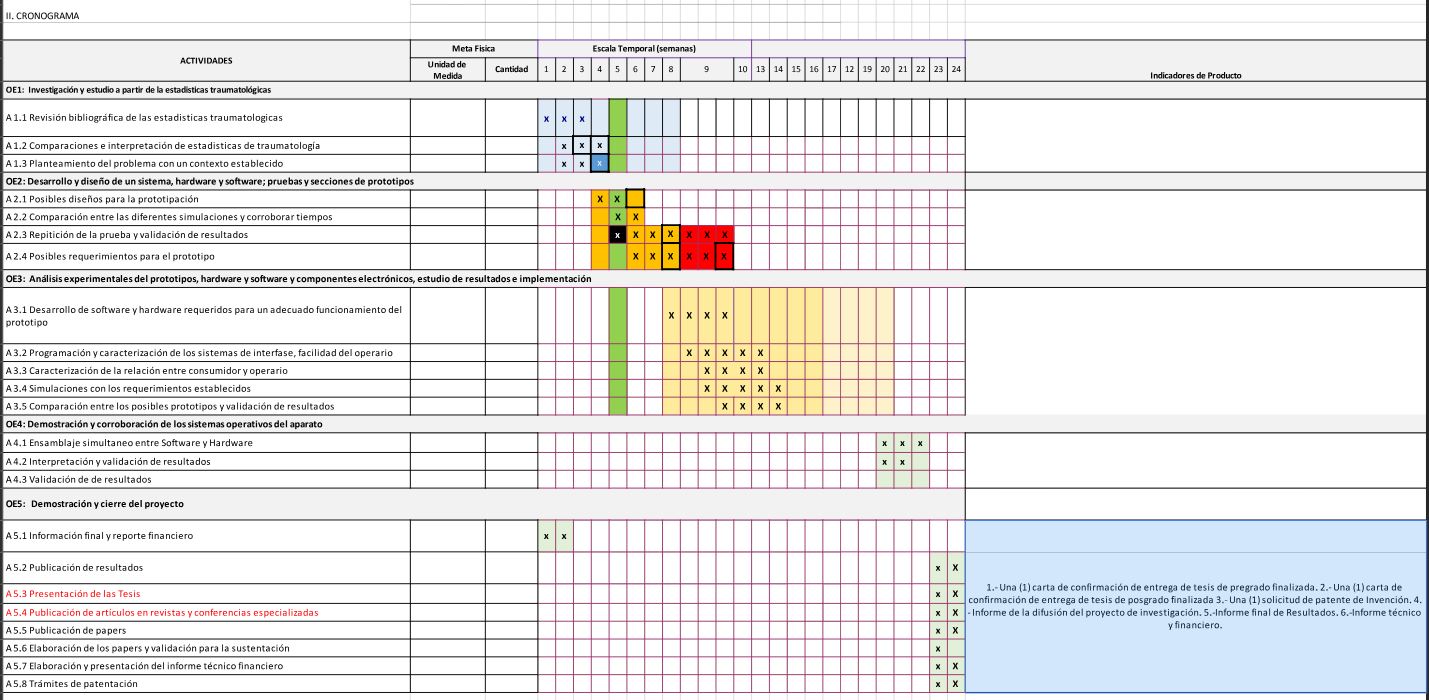 II. CRONOGRAMA
ACTIVIDADES
Meta Física
Escala Temporal (semanas)
Indicadores de Producto
Unidad de
Medida
Cantidad
1 2 3 4 5 6 7 8 9 10 13 14 15 16 17 12 19 20 21 22 23 24
OE1: Investigación y estudio a partir de la estadísticas traumatológicas
A 1.1 Revisión bibliográfica de las estadisticas traumatologicas x x x
A 1.2 Comparaciones e interpretación de estadisticas de traumatología x x x
A 1.3 Planteamiento del problema con un contexto establecido x x x
OE2: Desarrollo y diseño de un sistema, hardware y software; pruebas y secciones de prototipos
A 2.1 Posibles diseños para la prototipación X X
A 2.2 Comparación entre las diferentes simulaciones y corroborar tiempos X X
A 2.3 Repitición de la prueba y validación de resultados x X X X X X X
A 2.4 Posibles requerimientos para el prototipo X X X X X X
OE3: Análisis experimentales del prototipos, hardware y software y componentes electrónicos, estudio de resultados e implementación
A 3.1 Desarrollo de software y hardware requeridos para un adecuado funcionamiento del
prototipo
X X X X
A 3.2 Programación y caracterización de los sistemas de interfase, facilidad del operario X X X X X
A 3.3 Caracterización de la relación entre consumidor y operario X X X X
A 3.4 Simulaciones con los requerimientos establecidos X X X X X
A 3.5 Comparación entre los posibles prototipos y validación de resultados X X X X
OE4: Demostración y corroboración de los sistemas operativos del aparato
A 4.1 Ensamblaje simultaneo entre Software y Hardware x x x
A 4.2 Interpretación y validación de resultados x x
A 4.3 Validación de de resultados
OE5: Demostración y cierre del proyecto
A 5.1 Información final y reporte financiero x x
A 5.2 Publicación de resultados x X
A 5.3 Presentación de las Tesis x X
A 5.4 Publicación de artículos en revistas y conferencias especializadas x X
A 5.5 Publicación de papers x X
A 5.6 Elaboración de los papers y validación para la sustentación x
A 5.7 Elaboración y presentación del informe técnico financiero x X
A 5.8 Trámites de patentación x X
1.- Una (1) carta de confirmación de entrega de tesis de pregrado finalizada. 2.- Una (1) carta de
confirmación de entrega de tesis de posgrado finalizada 3.- Una (1) solicitud de patente de Invención. 4.
- Informe de la difusión del proyecto de investigación. 5.-Informe final de Resultados. 6.-Informe técnico
y financiero.